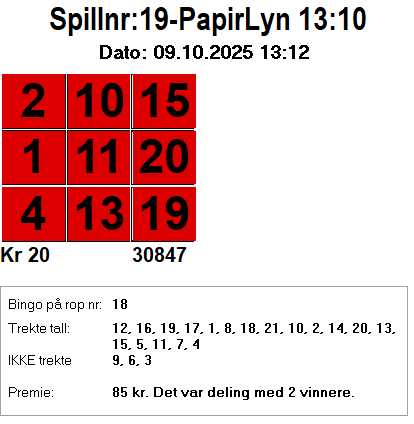 Spillnr:19-PapirLyn 13:10
Dato: 09.10.2025 13:12
2 10 15
1 11 20
4 13 19
Kr 20 30847
Bingo på rop nr: 18
Trekte tall: 12, 16, 19, 17, 1, 8, 18, 21, 10, 2, 14, 20, 13,
15, 5, 11, 7, 4
IKKE trekte 9, 6, 3
Premie: 85 kr. Det var deling med 2 vinnere.